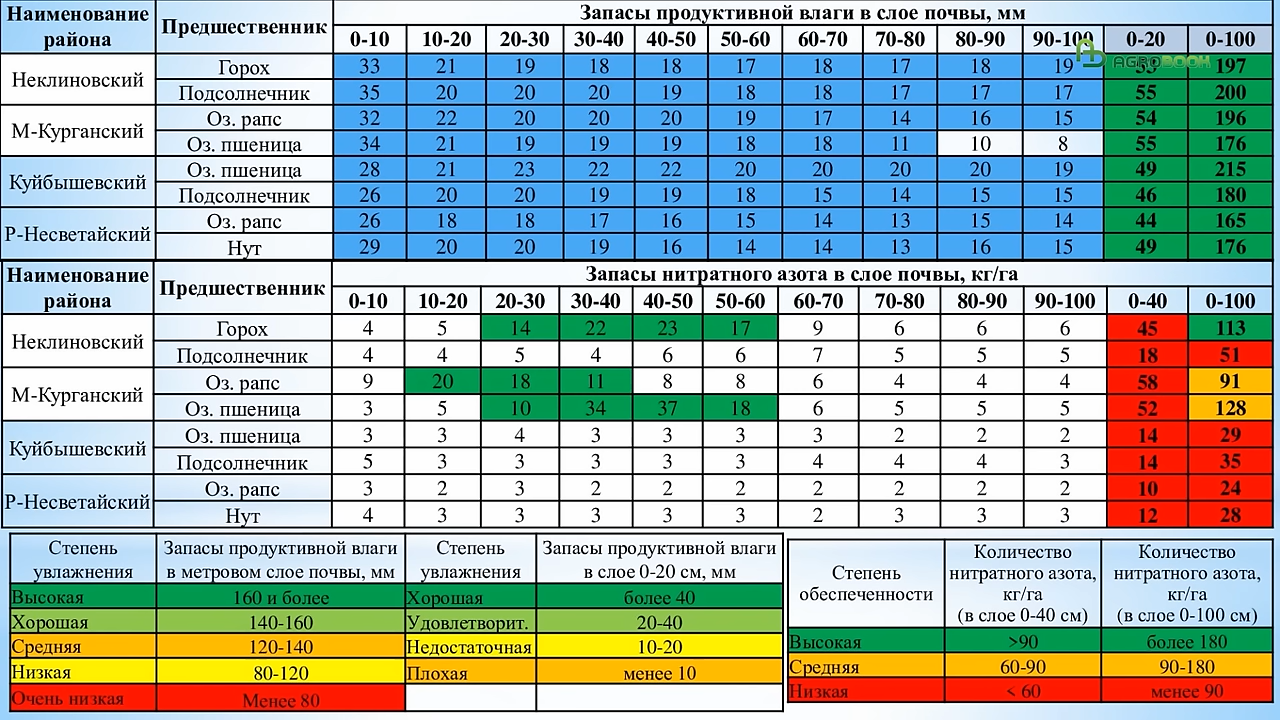 Наименование района Предшественник Запасы продуктивной влаги в слое почвы, мм
0-10 10-20 20-30 30-40 40-50 50-60 60-70 70-80 80-90 90-100 0-20 0-100
AGROBOOK
Неклиновский Горох 33 21 19 18 18 17 18 17 18 19 53 197
Подсолнечник 35 20 20 20 19 18 18 17 17 17 55 200
М-Курганский Оз. рапс 32 22 20 20 20 19 17 14 16 15 54 196
Оз. пшеница 34 21 19 19 19 18 18 11 10 8 55 176
Куйбышевский Оз. пшеница 28 21 23 22 22 20 20 20 20 19 49 215
Подсолнечник 26 20 20 19 19 18 15 14 15 15 46 180
Р-Несветайский Оз. рапс 26 18 18 17 16 15 14 13 15 14 44 165
Нут 29 20 20 19 16 14 14 13 16 15 49 176
Наименование района Предшественник Запасы нитратного азота в слое почвы, кг/га
0-10 10-20 20-30 30-40 40-50 50-60 60-70 70-80 80-90 90-100 0-40 0-100
Неклиновский Горох 4 5 14 22 23 17 9 6 6 6 45 113
Подсолнечник 4 4 5 4 6 6 7 5 5 5 18 51
М-Курганский Оз. рапс 9 20 18 11 8 8 6 4 4 4 58 91
Оз. пшеница 3 5 10 34 37 18 6 5 5 5 52 128
Куйбышевский Оз. пшеница 3 3 4 3 3 3 3 2 2 2 14 29
Подсолнечник 5 3 3 3 3 3 4 4 4 3 14 35
Р-Несветайский Оз. рапс 3 2 3 2 2 2 2 2 2 2 10 24
Нут 4 3 3 3 3 3 2 3 3 3 12 28
Степень увлажнения Запасы продуктивной влаги в метровом слое почвы, мм Степень увлажнения Запасы продуктивной влаги в слое 0-20 см, мм
Высокая 160 и более Хорошая более 40
Хорошая 140-160 Удовлетворит. 20-40
Средняя 120-140 Недостаточная 10-20
Низкая 80-120 Плохая менее 10
Очень низкая Менее 80
Степень обеспеченности Количество нитратного азота, кг/га (в слое 0-40 см) Количество нитратного азота, кг/га (в слое 0-100 см)
Высокая >90 более 180
Средняя 60-90 90-180
Низкая < 60 менее 90